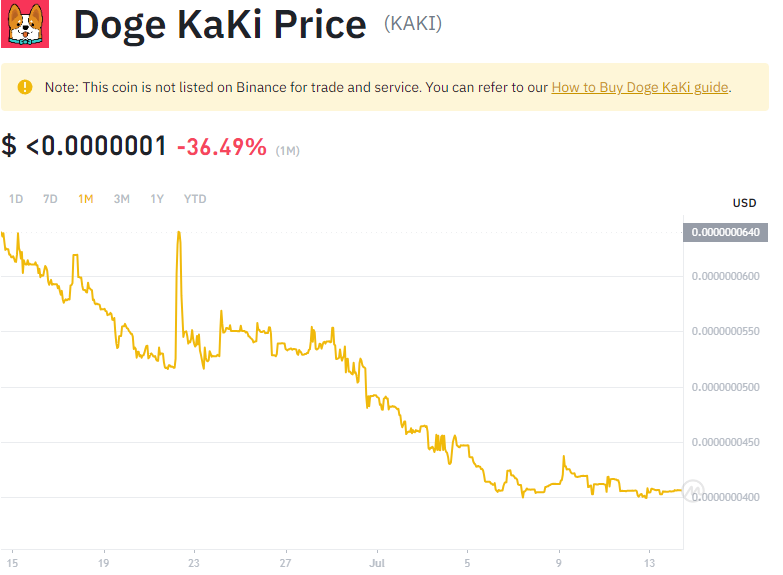 Doge KaKi Price (KAKI)
Note: This coin is not listed on Binance for trade and service. You can refer to our How to Buy Doge KaKi guide.
$ <0.0000001 -36.49% (1M)
1D 7D 1M 3M 1Y YTD
USD
0.0000000640
0.0000000600
0.0000000550
0.0000000500
0.0000000450
0.0000000400
15 19 23 27 Jul 5 9 13